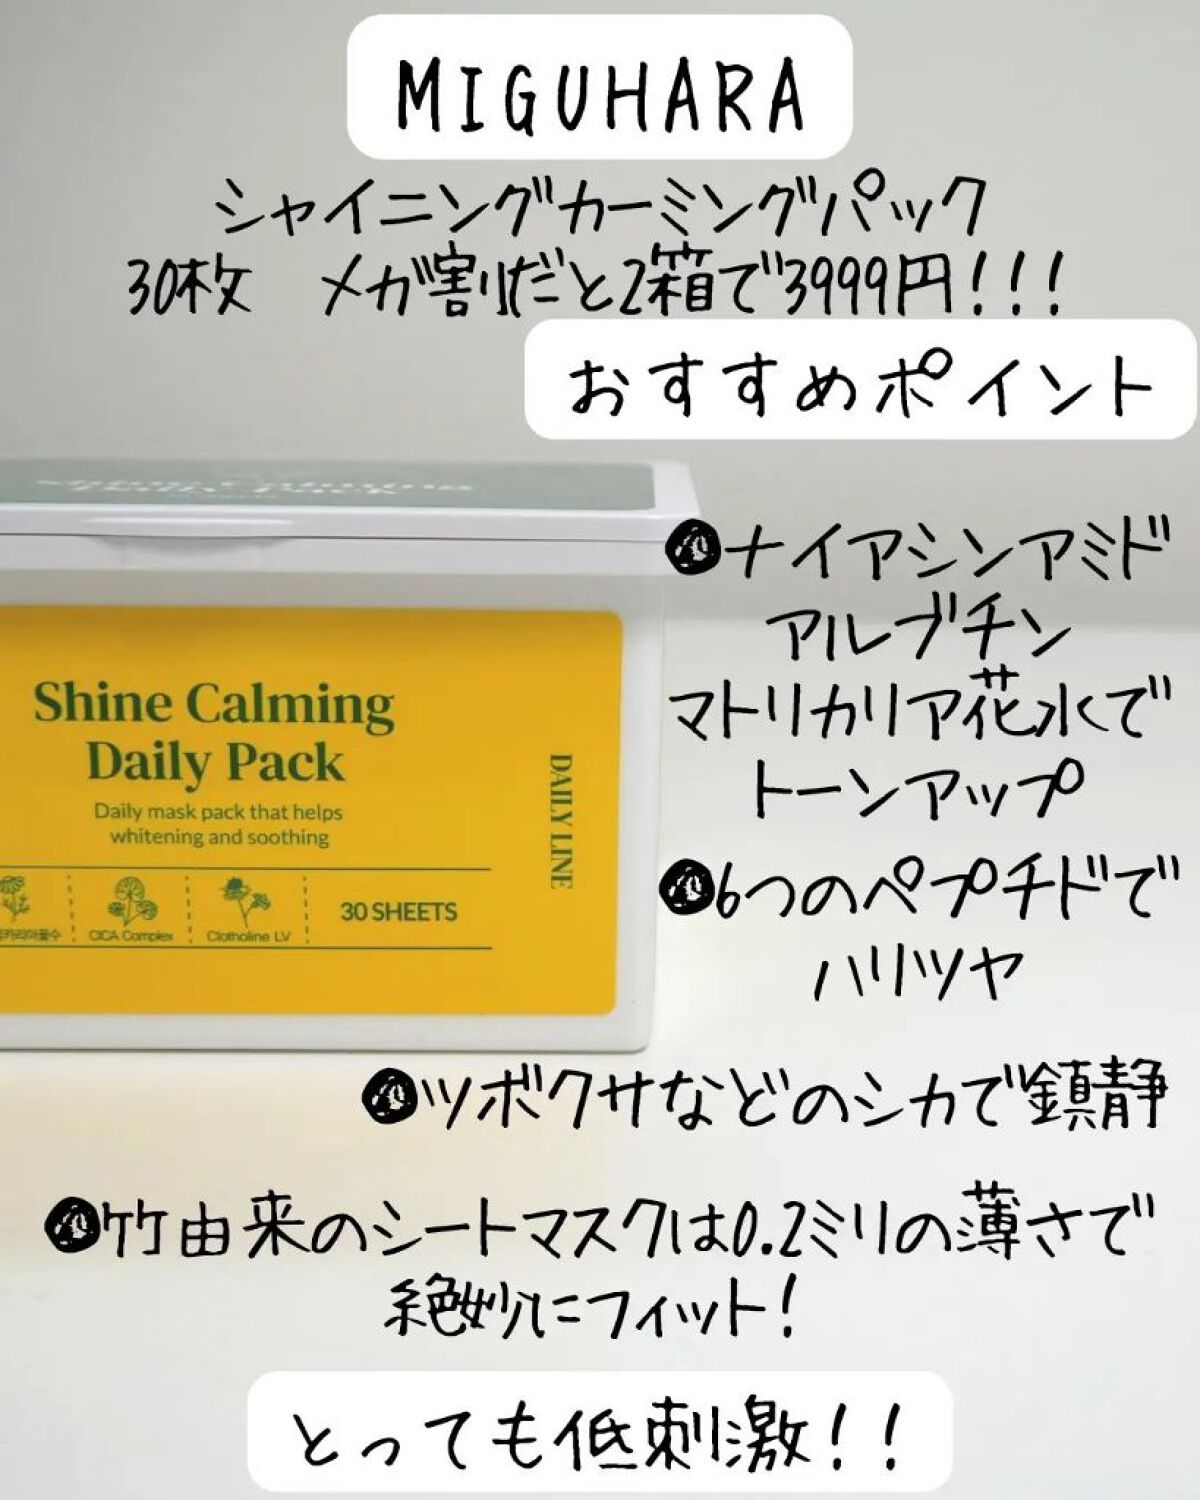 MIGUHARA
シャイニングカーミングパック
30枚　メガ割だと2箱で3999円!!!
おすすめポイント
Shine Calming
Daily Pack
ナイアシンアミド
アルブチン
マトリカリア花水で
トーンアップ
Shine Calming
Daily Pack
Daily mask pack that helps
whitening and soothing
DAILY LINE
CICA Complex
Clotholine LV
30 SHEETS
6つのペプチドで
ハリツヤ
ツボクサなどのシカで鎮静
竹由来のシートマスクは0.2ミリの薄さで
絶妙にフィット!
とっても低刺激!!